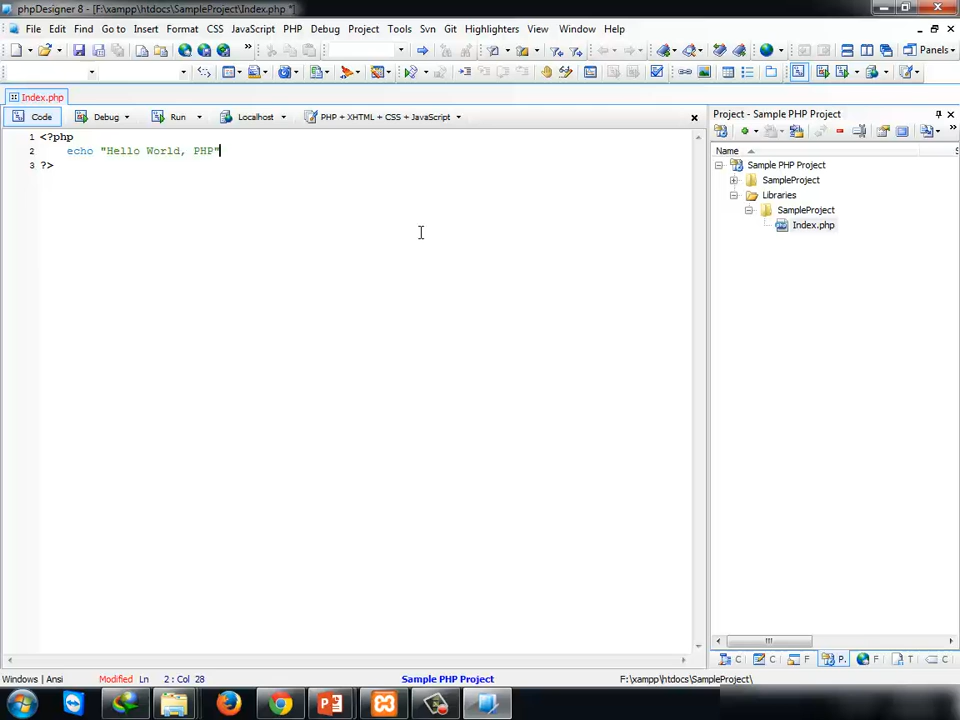 phpDesigner 8 - [F:\xampp\htdocs\SampleProject\Index.php *]
File Edit Find Go to Insert Format CSS JavaScript PHP Debug Project Tools Svn Git Highlighters View Window Help
Panels
Index.php
Code Debug Run Localhost PHP + XHTML + CSS + JavaScript
Project - Sample PHP Project
Name
1 <?php
2 echo "Hello World, PHP"
3 ?>
Sample PHP Project
SampleProject
Libraries
SampleProject
Index.php
C C F P. F T C
Windows | Ansi Modified Ln 2 : Col 28 Sample PHP Project F:\xampp\htdocs\SampleProject\